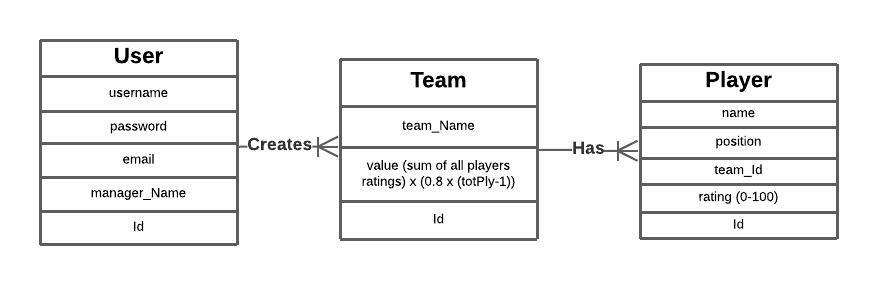 User
username
password
email
manager_Name
Id
Creates
Team
team_Name
value (sum of all players
ratings) x (0.8 x (totPly-1))
Id
Has
Player
name
position
team_Id
rating (0-100)
Id